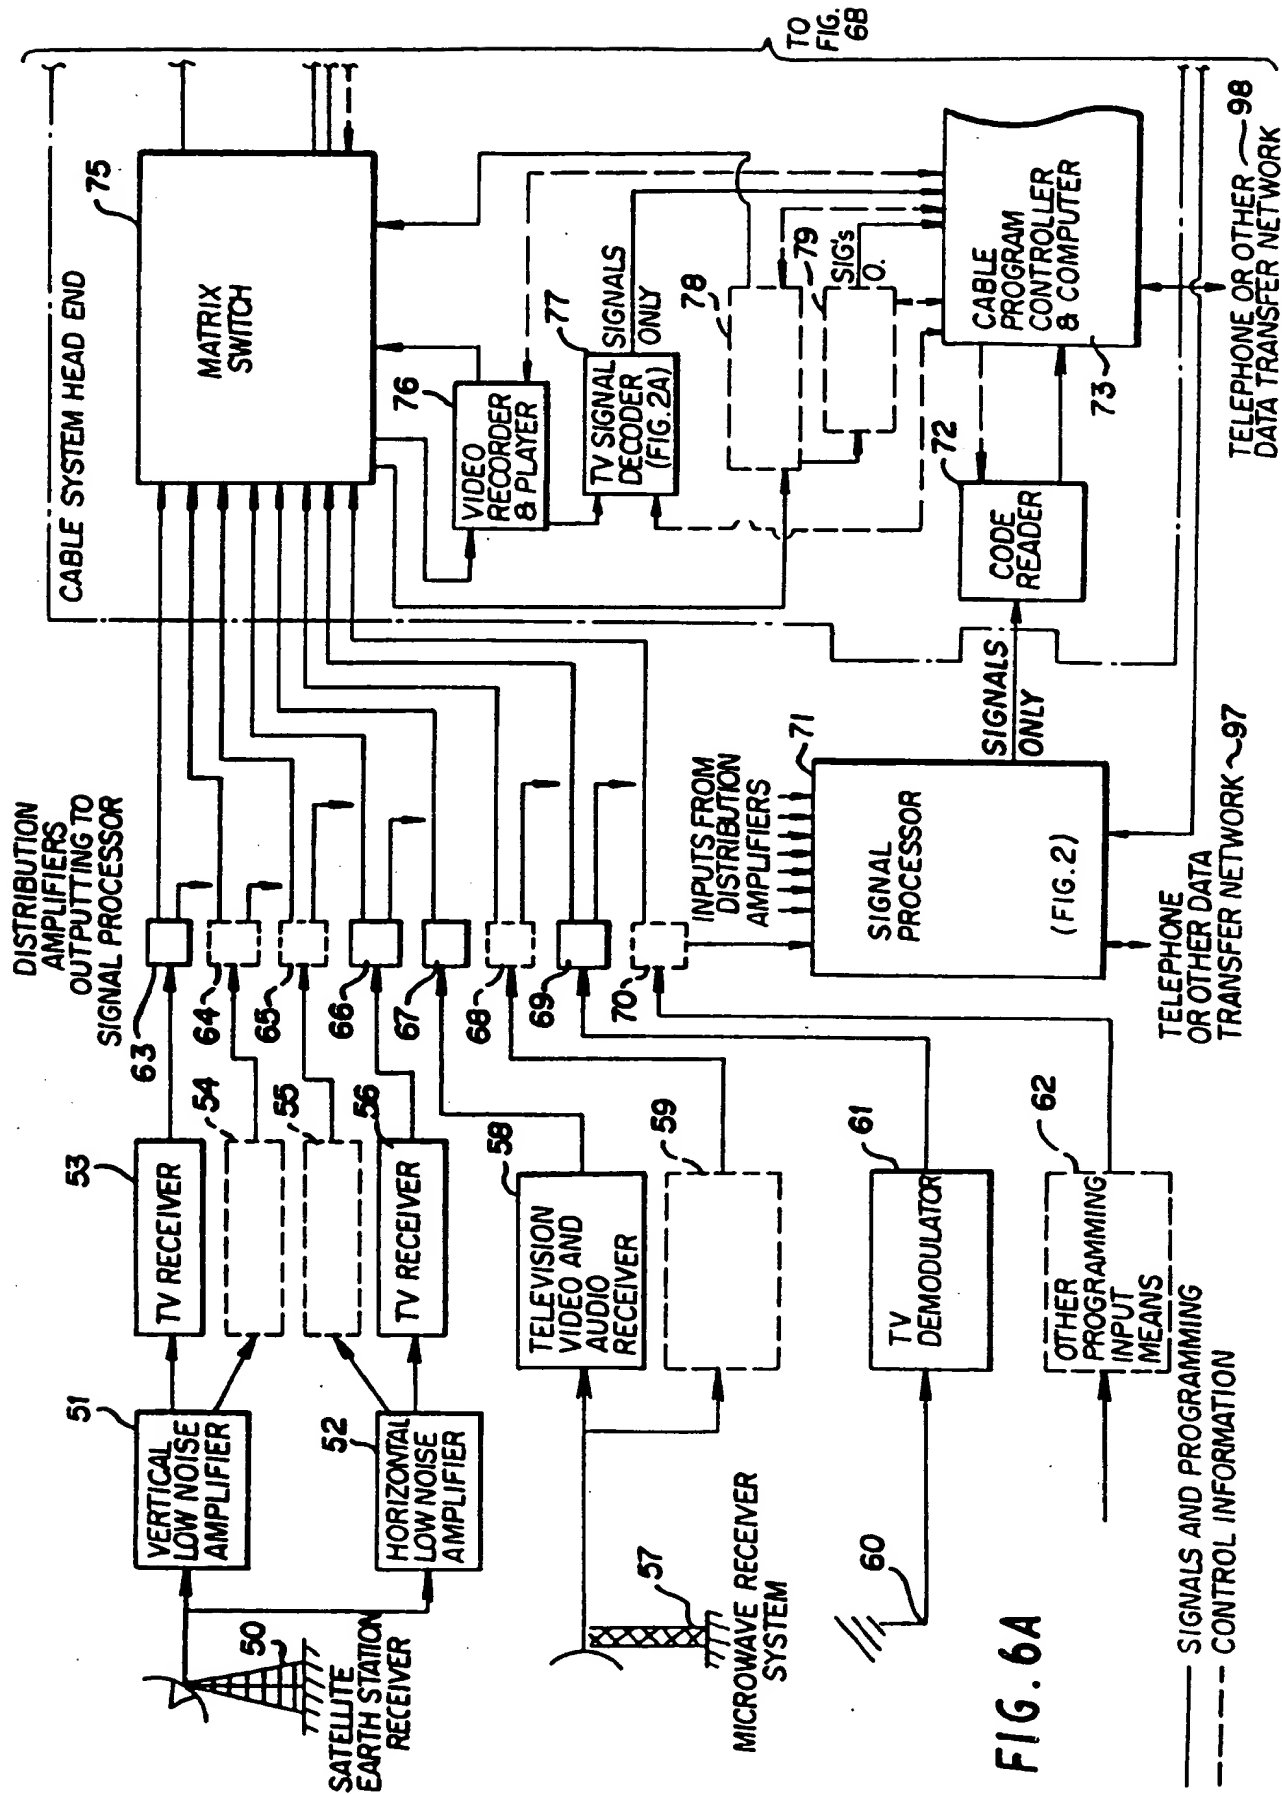 CABLE SYSTEM HEAD END
TO
FIG.
6B
75
MATRIX
SWITCH
DISTRIBUTION
AMPLIFIERS
OUTPUTTING TO
SIGNAL PROCESSOR
63
64
65
66
67
68
69
70
53
TV RECEIVER
54
55
56
TV RECEIVER
51
VERTICAL
LOW NOISE
AMPLIFIER
52
HORIZONTAL
LOW NOISE
AMPLIFIER
50
SATELLITE
EARTH STATION
RECEIVER
58
TELEVISION
VIDEO AND
AUDIO
RECEIVER
59
57
MICROWAVE RECEIVER
SYSTEM
60
61
TV
DEMODULATOR
62
OTHER
PROGRAMMING
INPUT
MEANS
76
VIDEO
RECORDER
& PLAYER
77
TV SIGNAL
DECODER
(FIG.2A)
SIGNALS
ONLY
78
79
SIG's
O.
CABLE
PROGRAM
CONTROLLER
& COMPUTER
73
72
CODE
READER
SIGNALS
ONLY
INPUTS FROM
DISTRIBUTION
AMPLIFIERS
71
SIGNAL
PROCESSOR
(FIG.2)
TELEPHONE
OR OTHER DATA
TRANSFER NETWORK 97
TELEPHONE OR OTHER 98
DATA TRANSFER NETWORK
FIG. 6A
SIGNALS AND PROGRAMMING
CONTROL INFORMATION